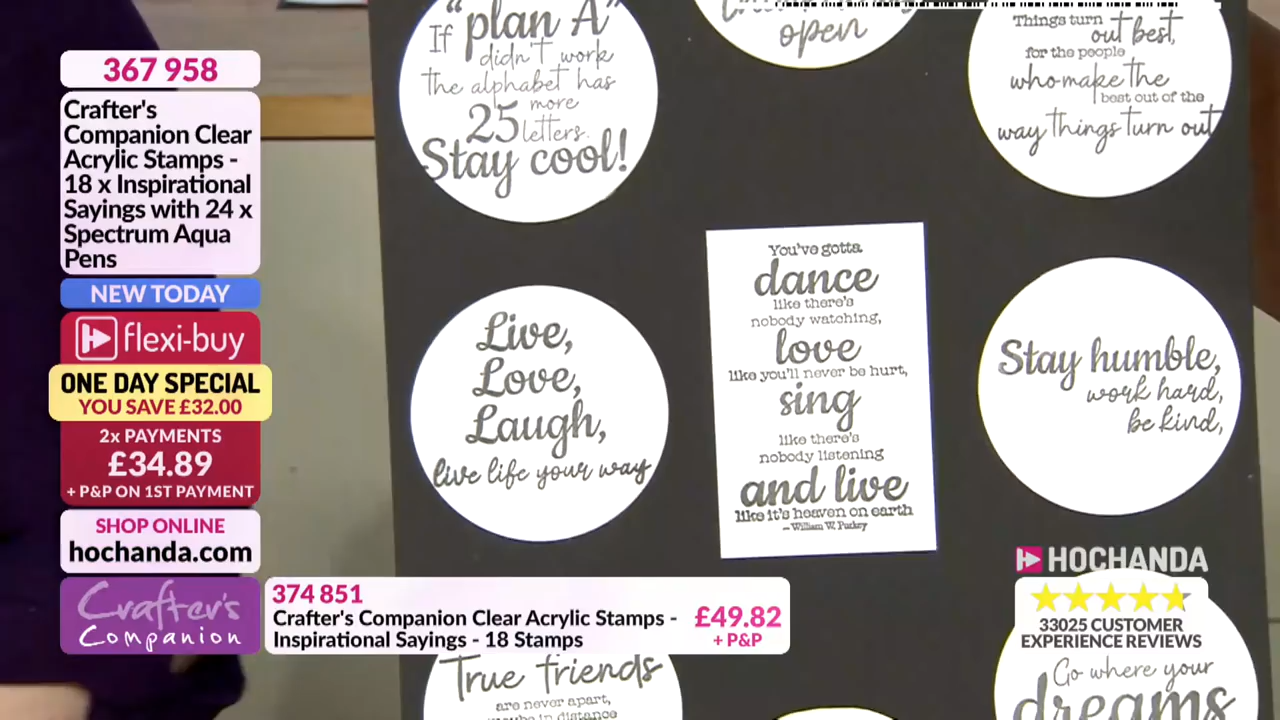 367 958
Crafter's
Companion Clear
Acrylic Stamps -
18 x Inspirational
Sayings with 24 x
Spectrum Aqua
Pens
NEW TODAY
flexi-buy
ONE DAY SPECIAL
YOU SAVE £32.00
2x PAYMENTS
£34.89
+ P&P ON 1ST PAYMENT
SHOP ONLINE
hochanda.com
Crafter's
Companion
374 851
Crafter's Companion Clear Acrylic Stamps -
Inspirational Sayings - 18 Stamps
£49.82
+ P&P
If "plan A"
didn't work
the alphabet has
25 more
letters.
Stay cool!
open
Things turn
out best,
for the people
who make the
best out of the
way things turn out
Live,
Love,
Laugh,
live life your way
You've gotta
dance
like there's
nobody watching,
love
like you'll never be hurt,
sing
like there's
nobody listening
and live
like it's heaven on earth
- William W. Purkey
Stay humble,
work hard,
be kind,
HOCHANDA
33025 CUSTOMER
EXPERIENCE REVIEWS
True friends
are never apart,
maybe in distance
Go where your
dreams